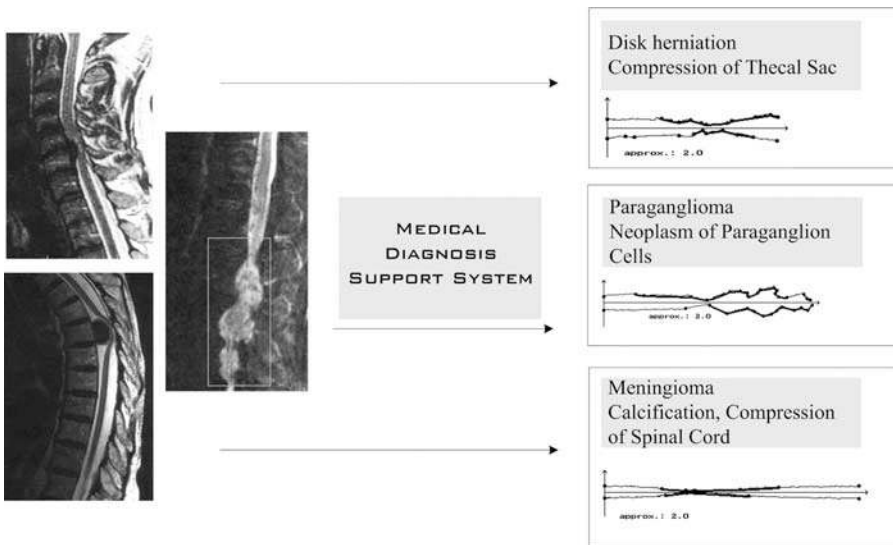 Disk herniation
Compression of Thecal Sac
approx.: 2.0
MEDICAL
DIAGNOSIS
SUPPORT SYSTEM
Paraganglioma
Neoplasm of Paraganglion
Cells
approx.: 2.0
Meningioma
Calcification, Compression
of Spinal Cord
approx.: 2.0